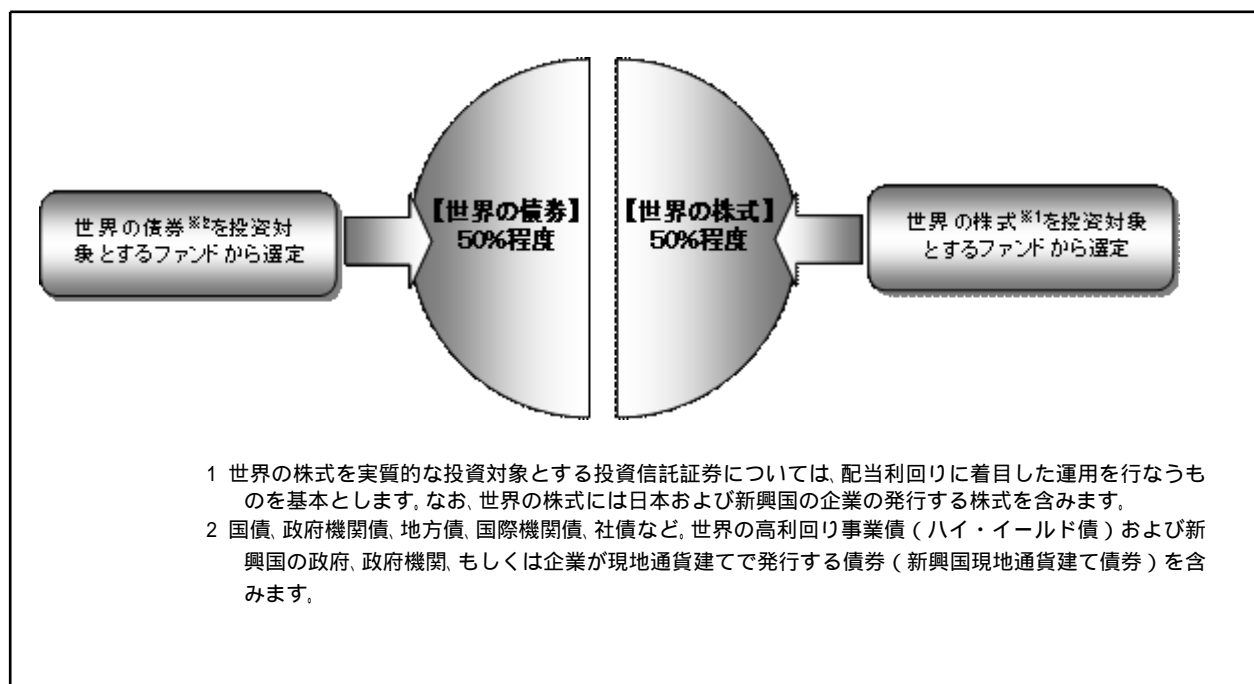 世界の債券※2を投資対
象とするファンドから選定
【世界の債券】
50%程度
【世界の株式】
50%程度
世界の株式※1を投資対象
とするファンドから選定
1 世界の株式を実質的な投資対象とする投資信託証券については、配当利回りに着目した運用を行なうも
のを基本とします。なお、世界の株式には日本および新興国の企業の発行する株式を含みます。
2 国債、政府機関債、地方債、国際機関債、社債など。世界の高利回り事業債(ハイ・イールド債)および新
興国の政府、政府機関、もしくは企業が現地通貨建てで発行する債券(新興国現地通貨建て債券)を含
みます。